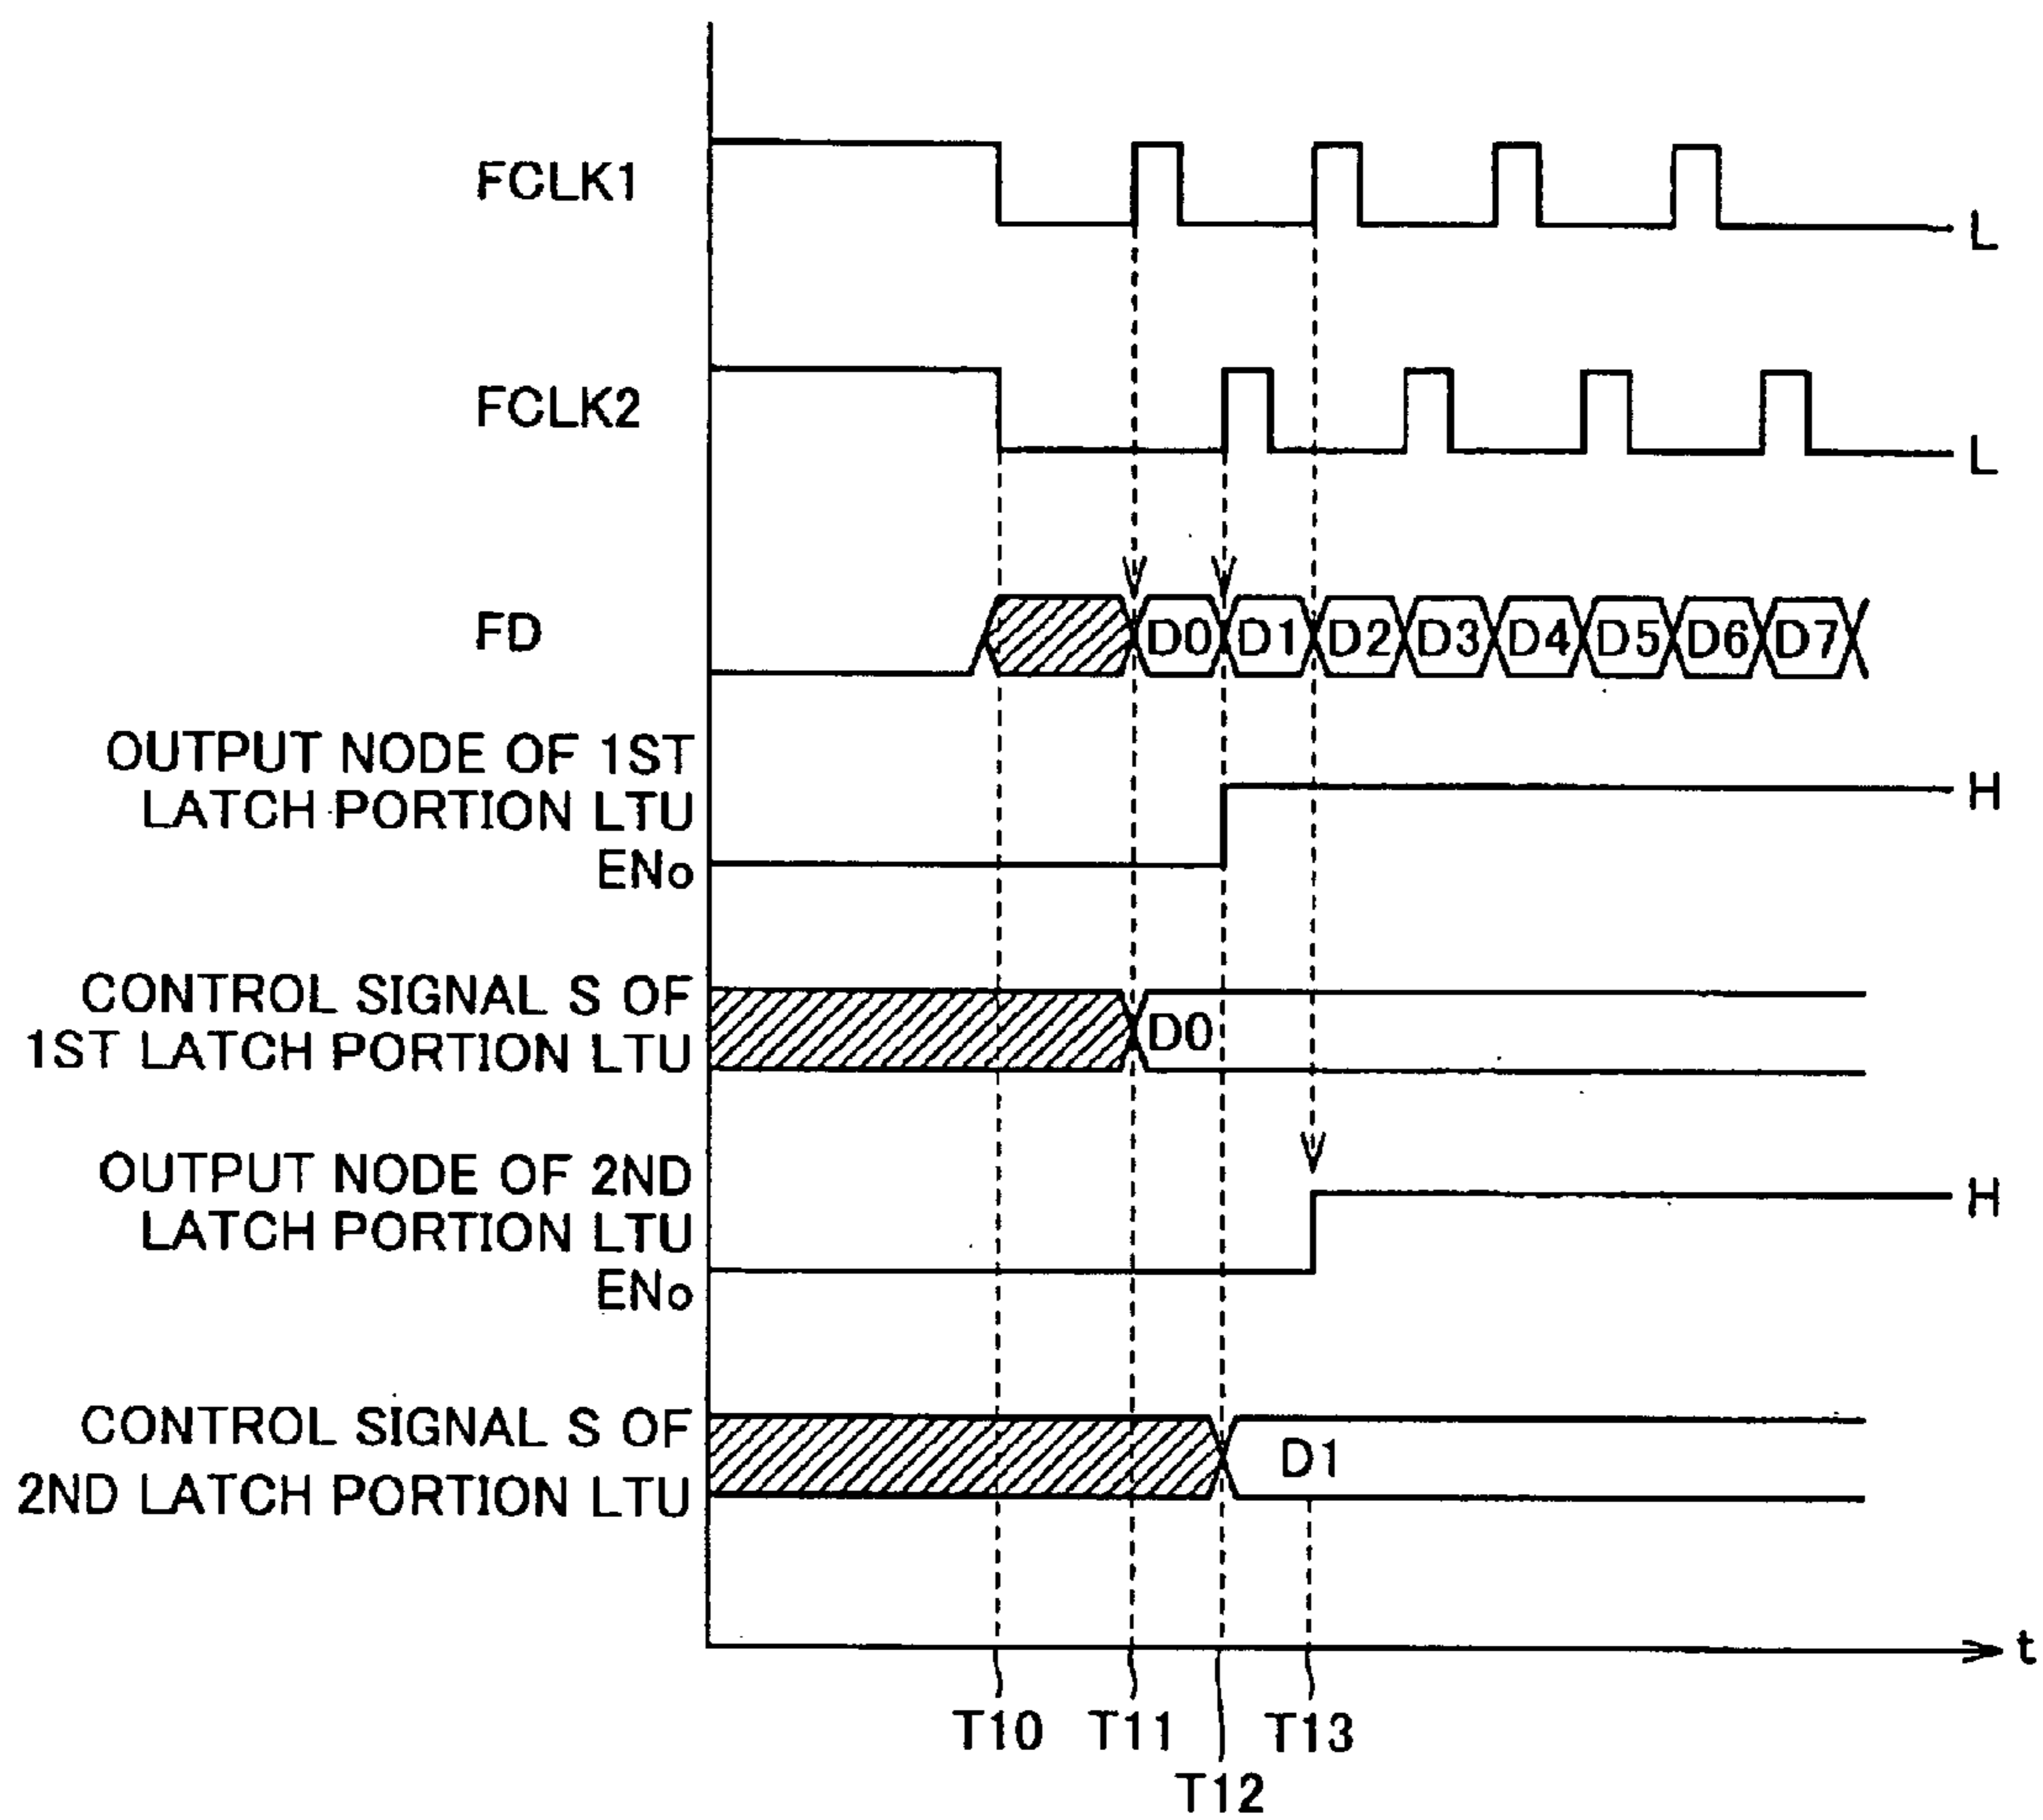 FCLK1
L
FCLK2
L
FD
D0 D1 D2 D3 D4 D5 D6 D7
OUTPUT NODE OF 1ST
LATCH PORTION LTU
ENo
H
CONTROL SIGNAL S OF
1ST LATCH PORTION LTU
D0
OUTPUT NODE OF 2ND
LATCH PORTION LTU
ENo
H
CONTROL SIGNAL S OF
2ND LATCH PORTION LTU
D1
t
T10 T11 T13
T12